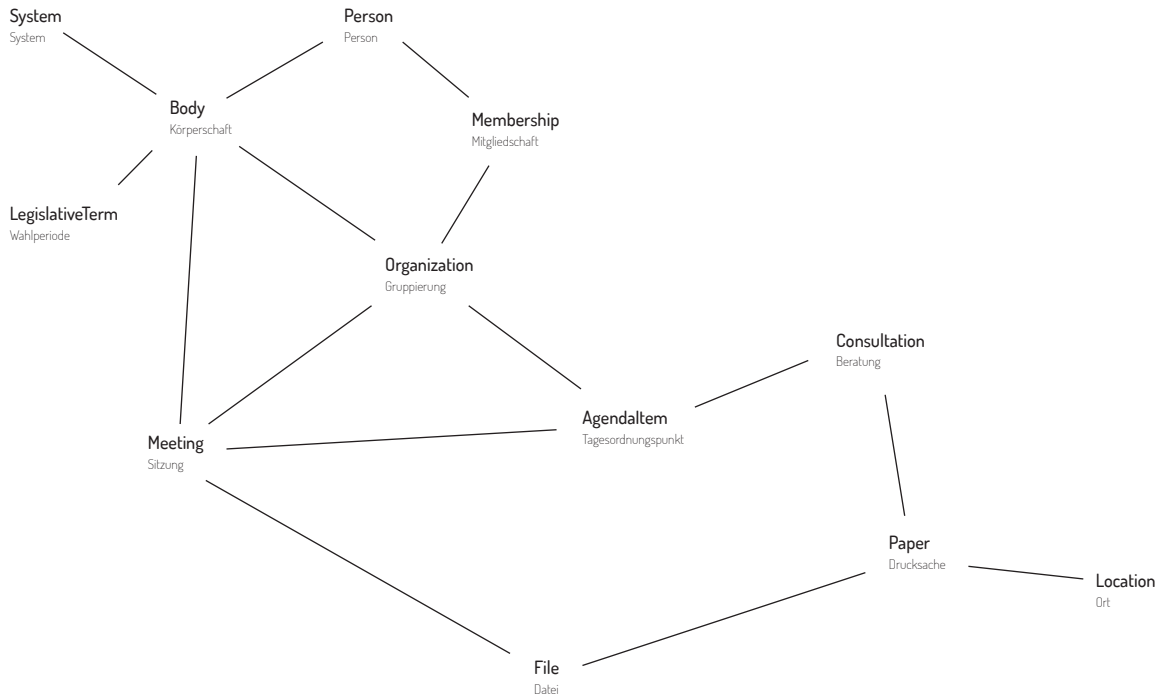 System
System
Person
Person
Body
Körperschaft
Membership
Mitgliedschaft
LegislativeTerm
Wahlperiode
Organization
Gruppierung
Consultation
Beratung
AgendaItem
Tagesordnungspunkt
Meeting
Sitzung
Paper
Drucksache
Location
Ort
File
Datei